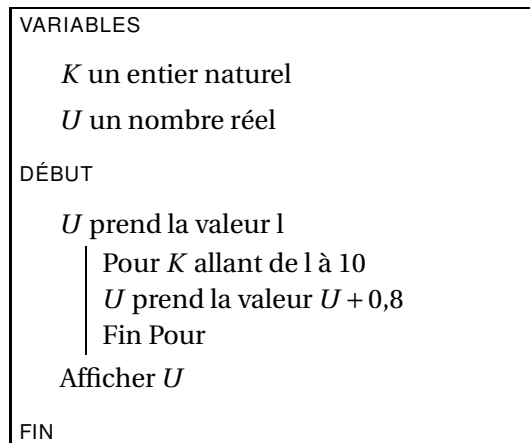 VARIABLES
K un entier naturel
U un nombre réel
DÉBUT
U prend la valeur l
Pour K allant de l à 10
U prend la valeur U + 0,8
Fin Pour
Afficher U
FIN